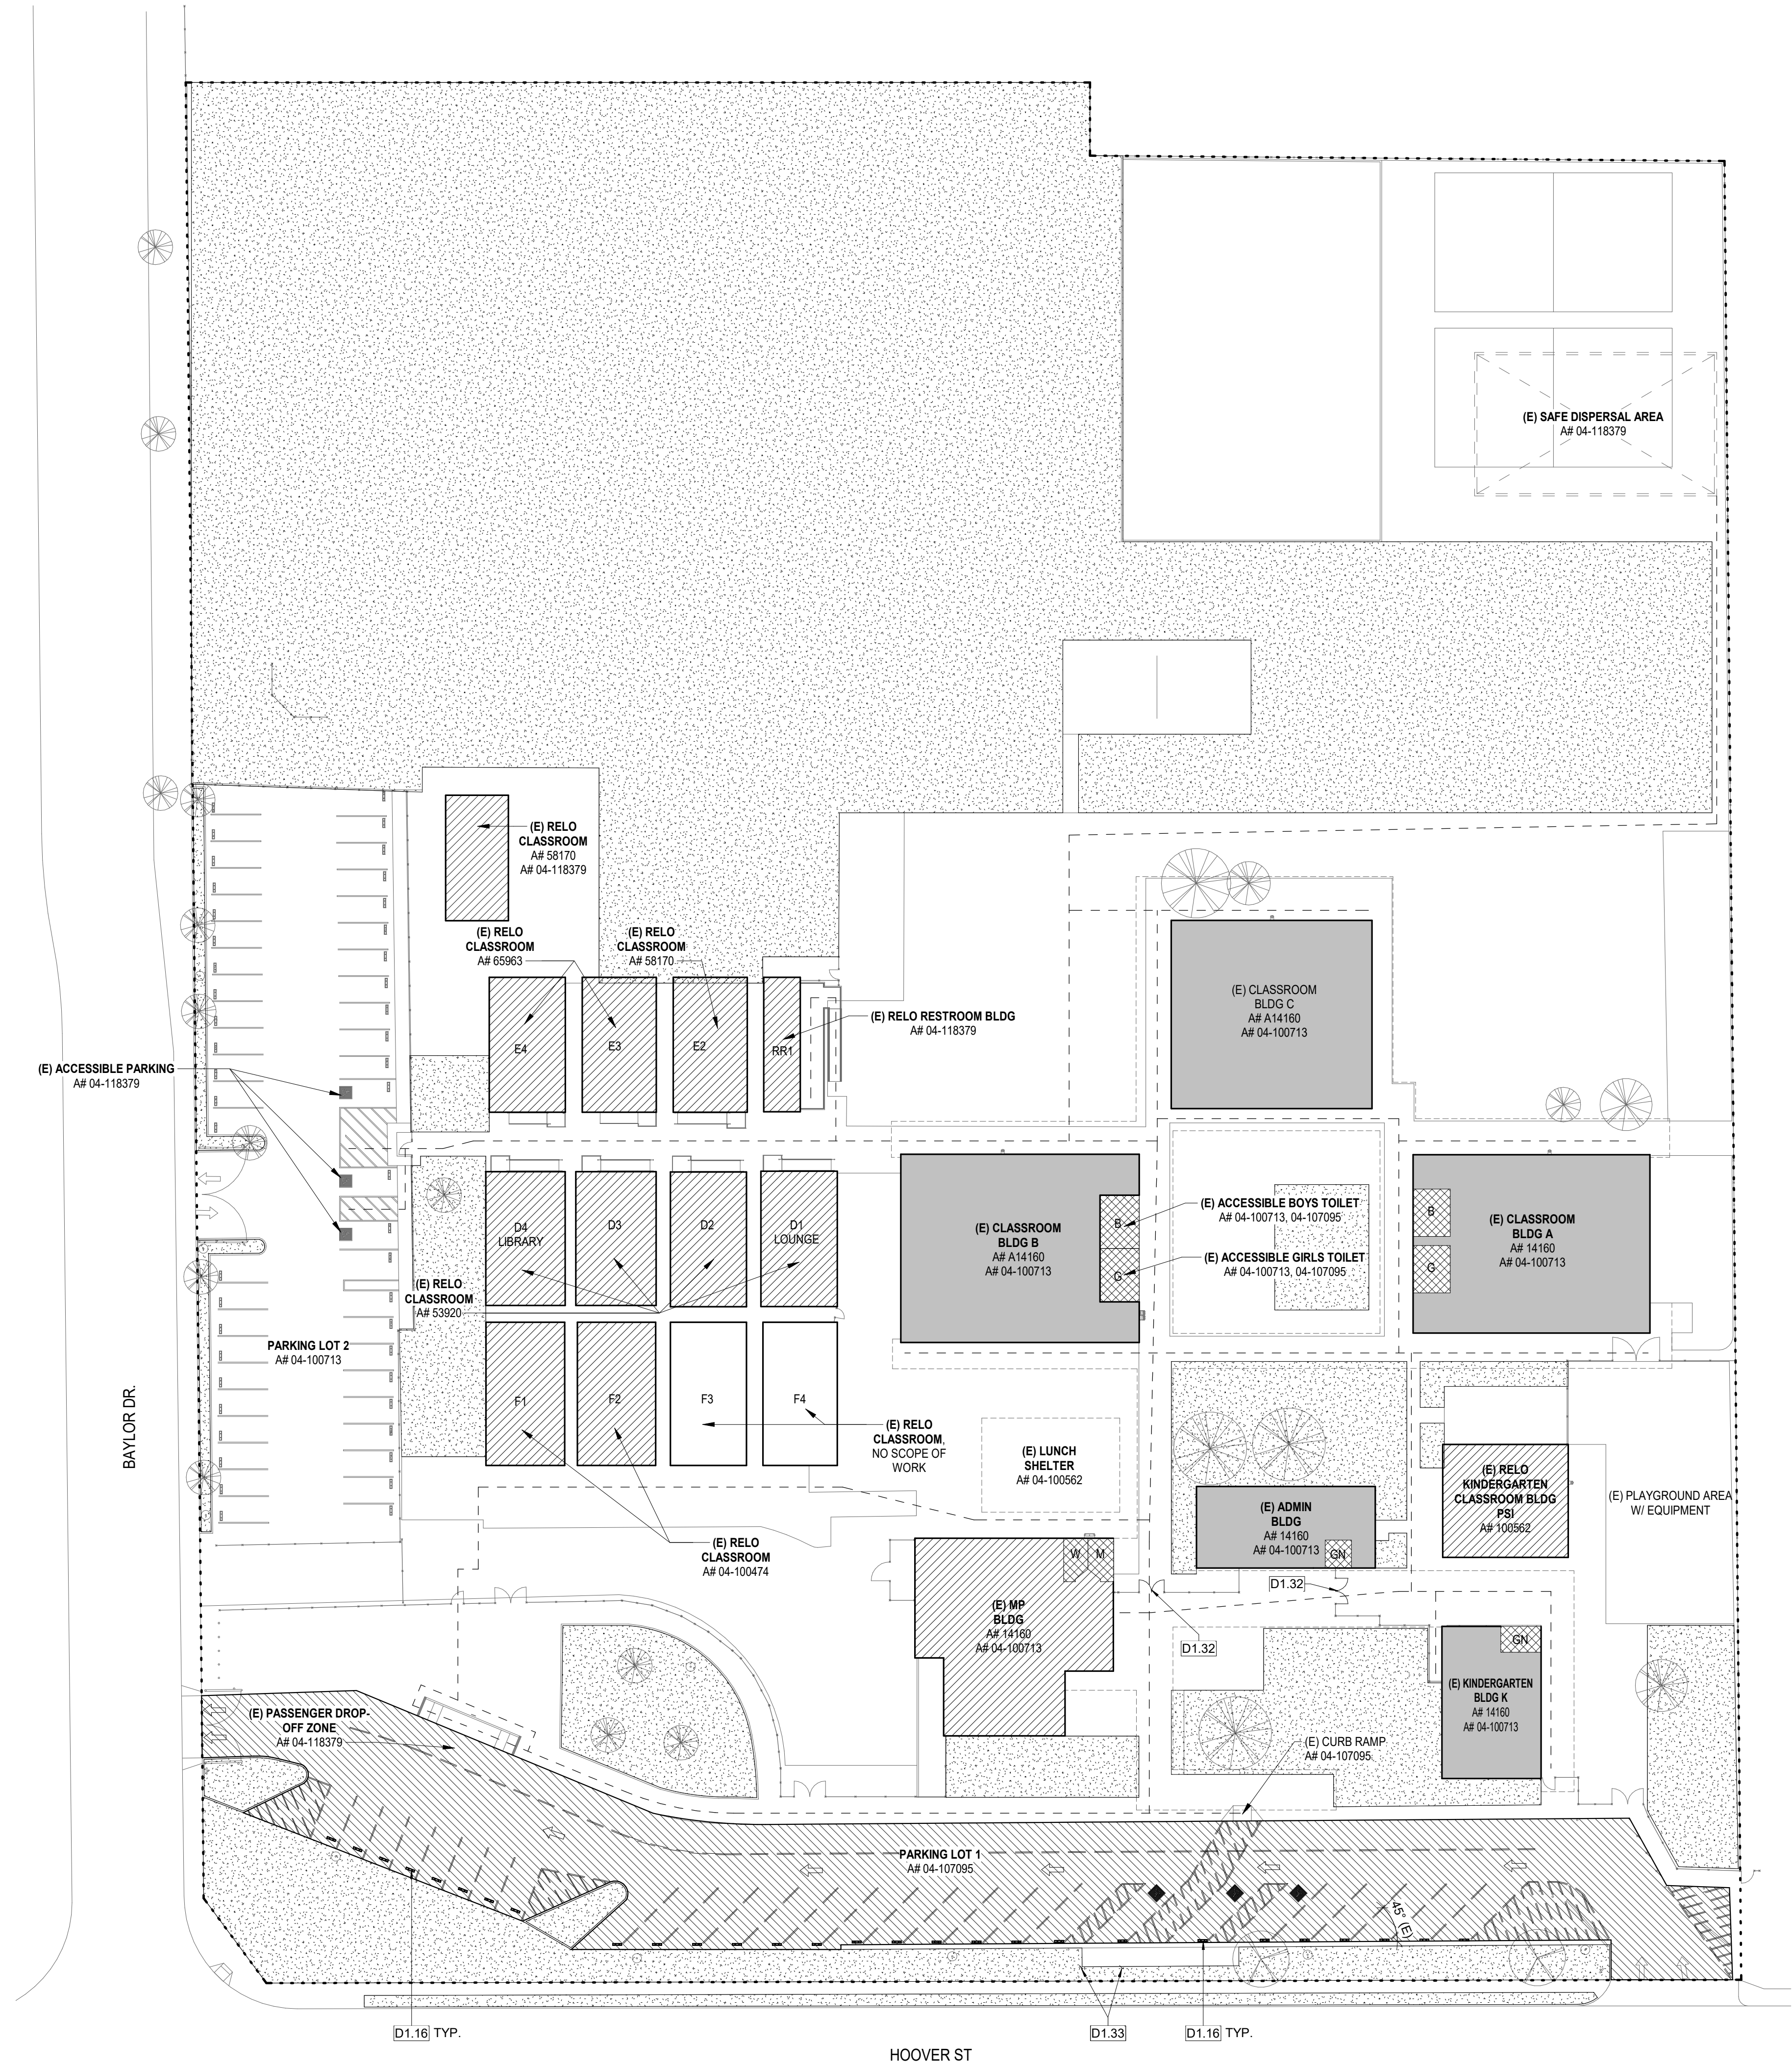 (E) SAFE DISPERSAL AREA
A# 04-118379
(E) RELO
CLASSROOM
A# 58170
A# 04-118379
(E) RELO
CLASSROOM
A# 65963
(E) RELO
CLASSROOM
A# 58170
(E) CLASSROOM
BLDG C
A# A14160
A# 04-100713
(E) RELO RESTROOM BLDG
A# 04-118379
E4
E3
E2
RR1
(E) ACCESSIBLE PARKING
A# 04-118379
D4
LIBRARY
D3
D2
D1
LOUNGE
(E) CLASSROOM
BLDG B
A# A14160
A# 04-100713
B
G
(E) ACCESSIBLE BOYS TOILET
A# 04-100713, 04-107095
(E) ACCESSIBLE GIRLS TOILET
A# 04-100713, 04-107095
B
G
(E) CLASSROOM
BLDG A
A# 14160
A# 04-100713
(E) RELO
CLASSROOM
A# 53920
PARKING LOT 2
A# 04-100713
BAYLOR DR.
F1
F2
F3
F4
(E) RELO
CLASSROOM,
NO SCOPE OF
WORK
(E) LUNCH
SHELTER
A# 04-100562
(E) ADMIN
BLDG
A# 14160
A# 04-100713
GN
(E) RELO
KINDERGARTEN
CLASSROOM BLDG
PSI
A# 100562
(E) PLAYGROUND AREA
W/ EQUIPMENT
(E) RELO
CLASSROOM
A# 04-100474
W
M
(E) MP
BLDG
A# 14160
A# 04-100713
D1.32
D1.32
GN
(E) KINDERGARTEN
BLDG K
A# 14160
A# 04-100713
(E) PASSENGER DROP-
OFF ZONE
A# 04-118379
(E) CURB RAMP
A# 04-107095
PARKING LOT 1
A# 04-107095
45° (E)
D1.16 TYP.
D1.33
D1.16 TYP.
HOOVER ST